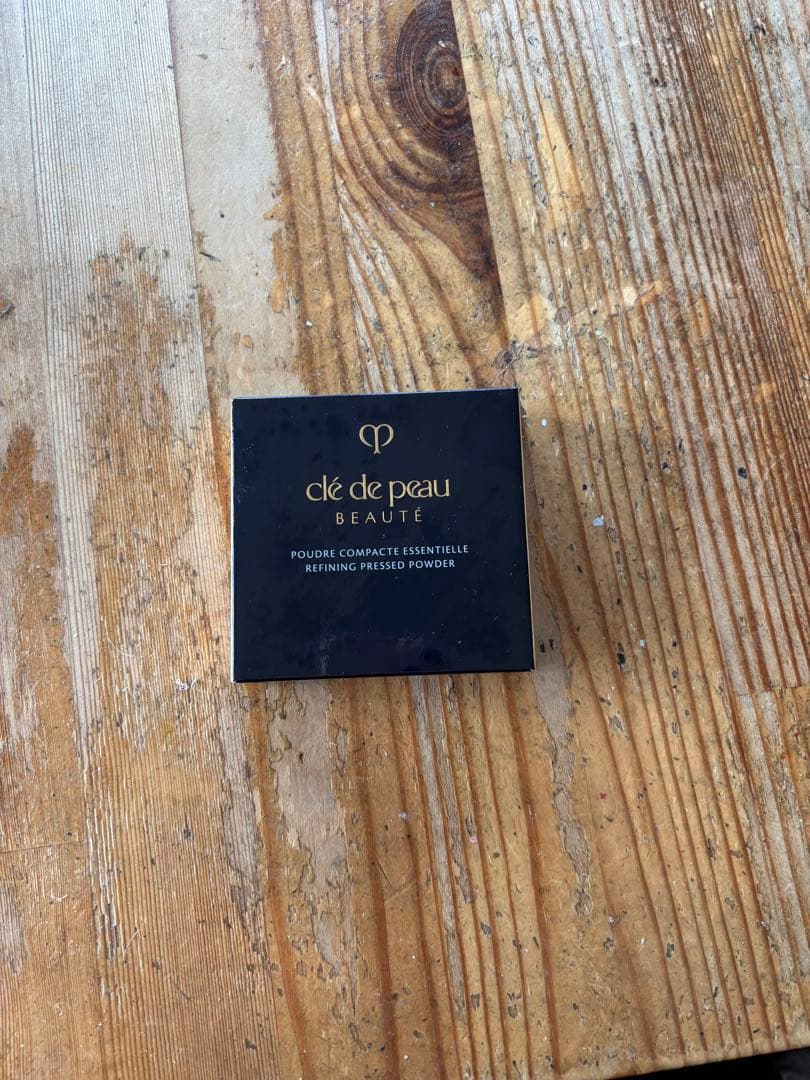 clé de peau
BEAUTÉ
POUDRE COMPACTE ESSENTIELLE
REFINING PRESSED POWDER